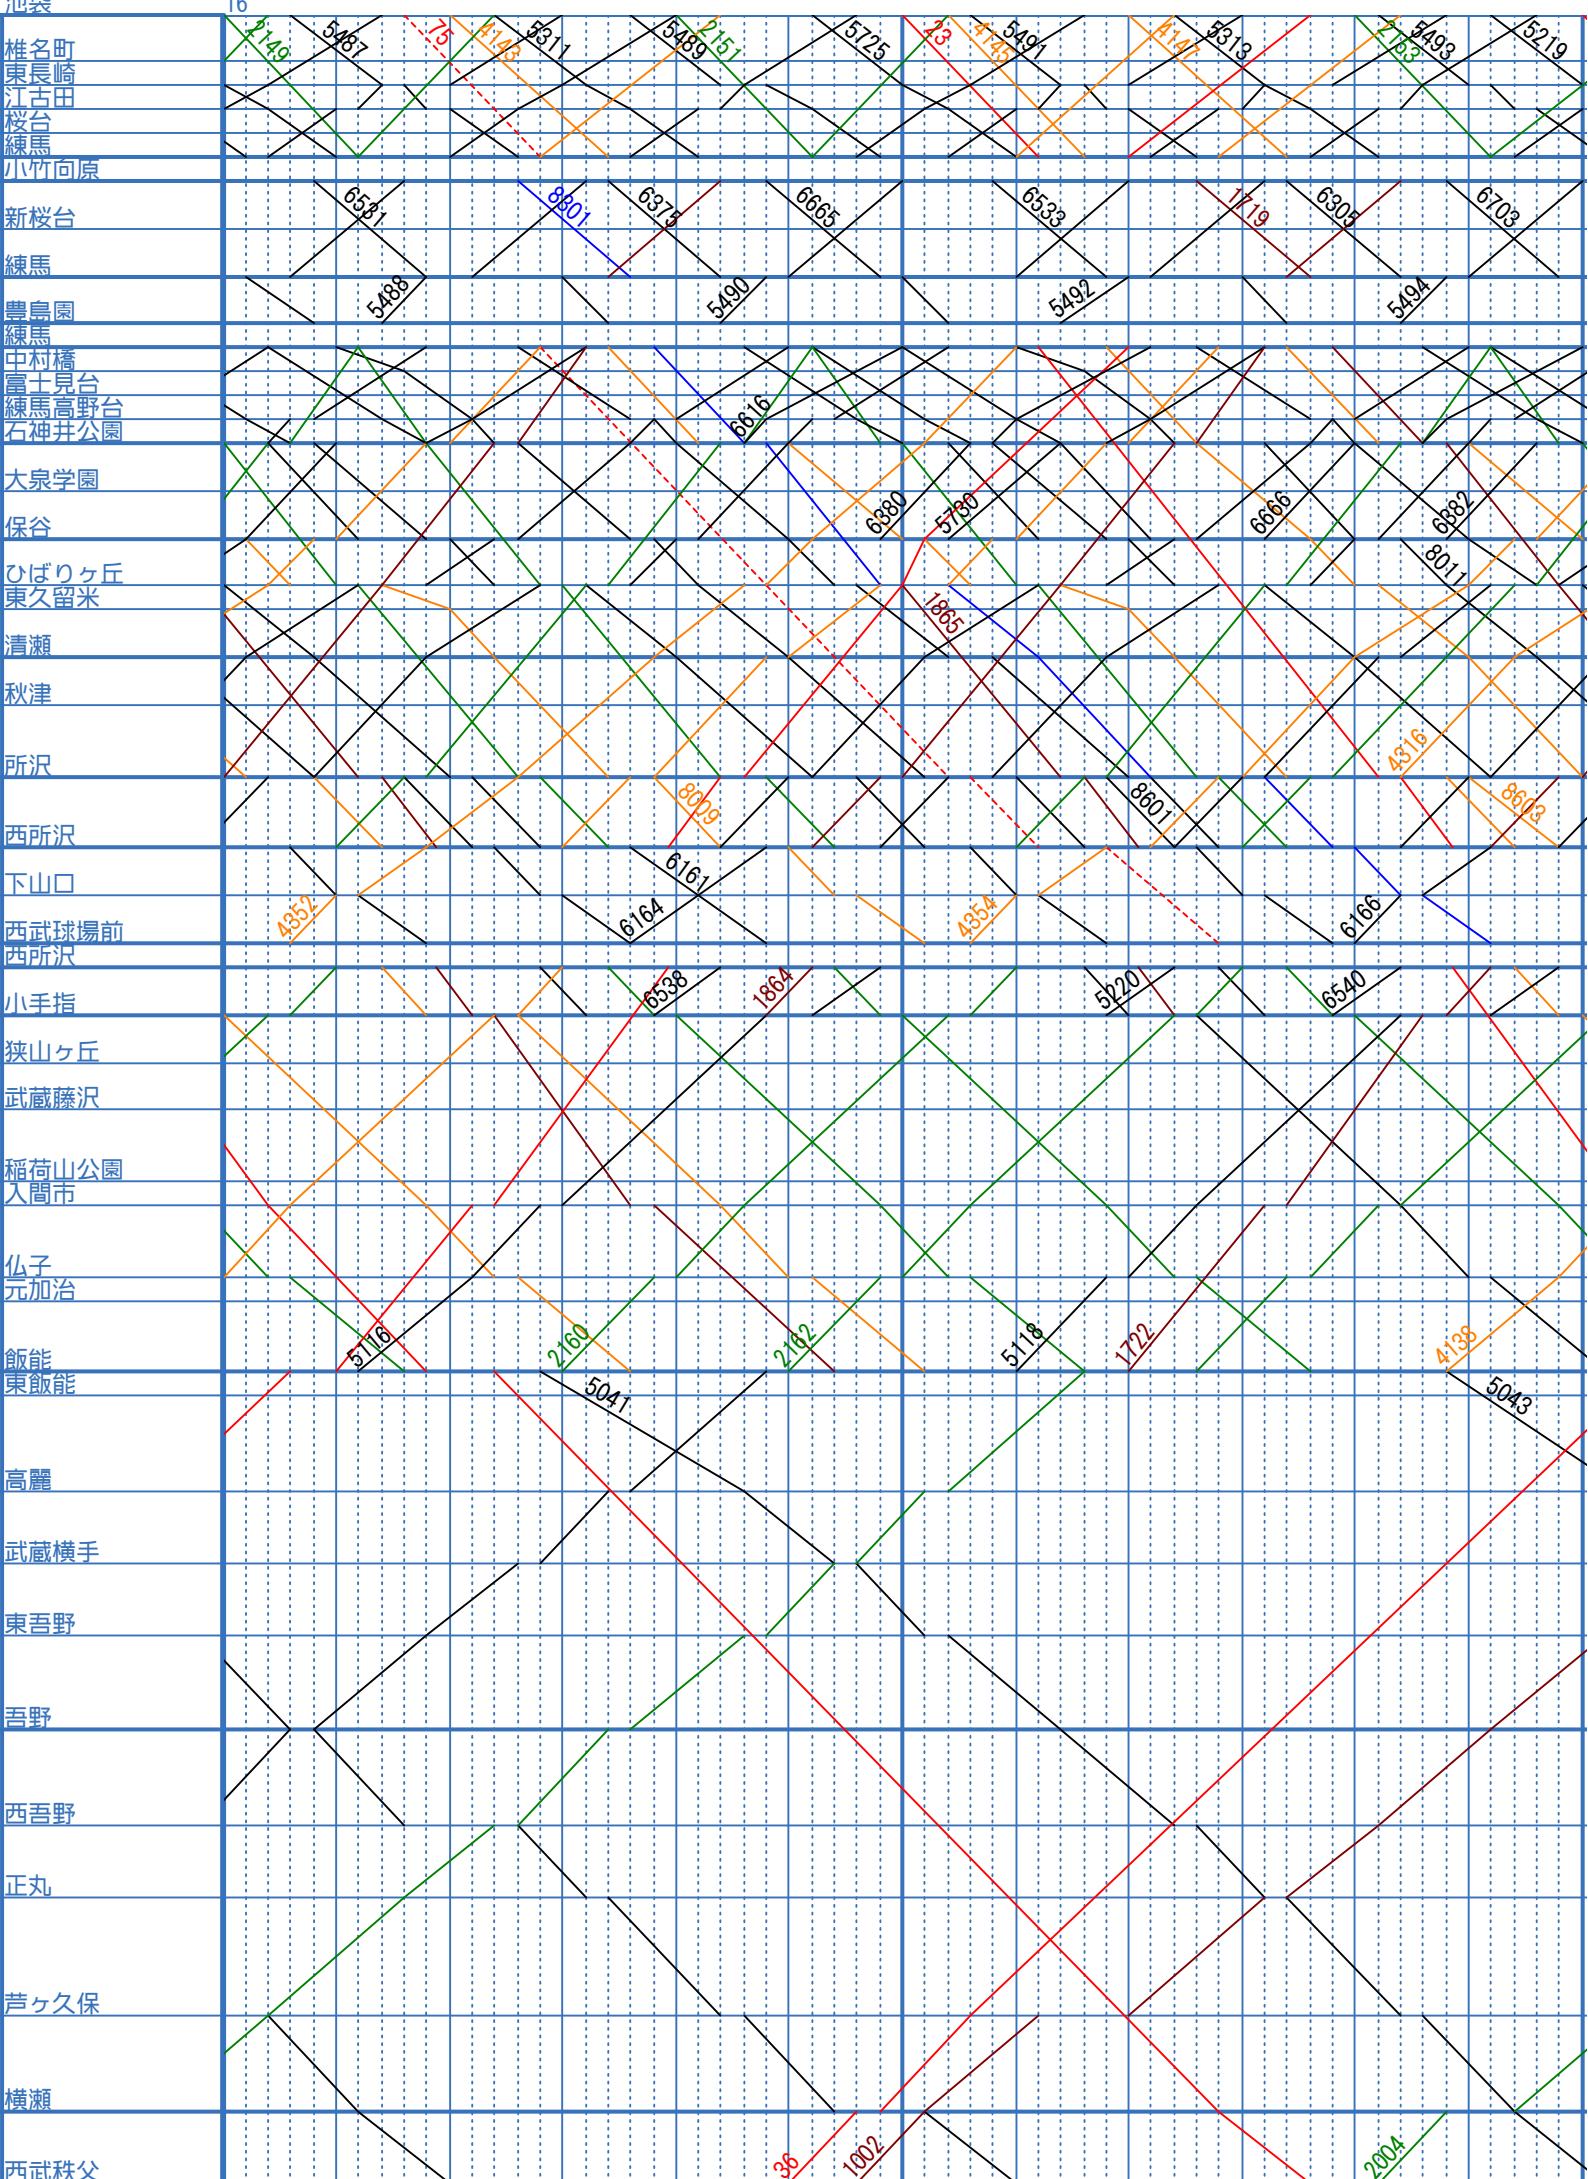 池袋 16
2149 5487 75 4143 5311 5489 2151 5725 23 4145 5491 4147 5313 2153 5493 5219
椎名町
東長崎
江古田
桜台
練馬
小竹向原
6531 8301 6375 6665 6533 1719 6305 6703
新桜台
練馬
5488 5490 5492 5494
豊島園
練馬
中村橋
富士見台
練馬高野台
6616
石神井公園
大泉学園
6380 5730 6666 6382
保谷
8011
ひばりヶ丘
東久留米
1865
清瀬
秋津
4316
所沢
8009 8601 8603
西所沢
6161
下山口
4352 6164 4354 6166
西武球場前
西所沢
6538 1864 5220 6540
小手指
狭山ヶ丘
武蔵藤沢
稲荷山公園
入間市
仏子
元加治
5116 2160 2162 5118 1722 4138
飯能
東飯能
5041 5043
高麗
武蔵横手
東吾野
吾野
西吾野
正丸
芦ヶ久保
横瀬
36 1002 2004
西武秩父